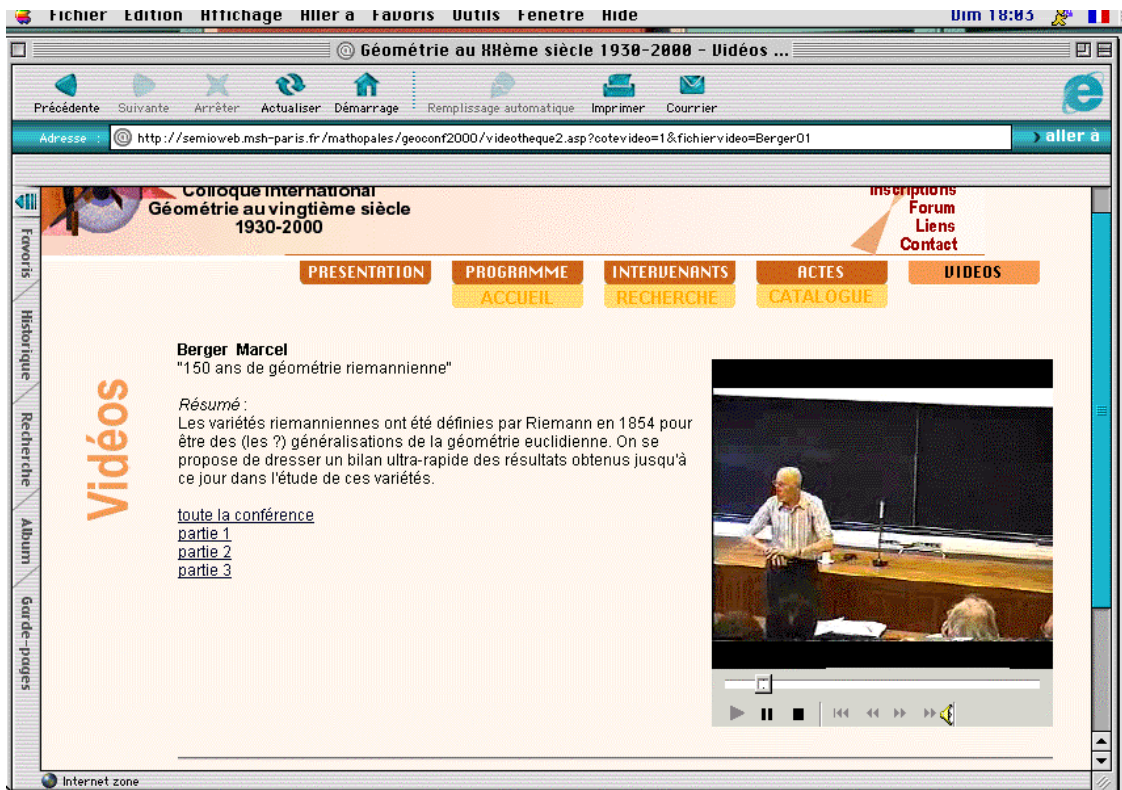 Fichier Edition Affichage Aller à Favoris Outils Fenêtre Aide Dim 18:03
Géométrie au XXème siècle 1930-2000 - Vidéos ...
Précédente Suivante Arrêter Actualiser Démarrage Remplissage automatique Imprimer Courrier
Adresse : http://semioweb.msh-paris.fr/mathopales/geoconf2000/videotheque2.asp?cotevideo=1&fichiervideo=Berger01 aller à
Favoris
Historique
Recherche
Album
Garde-pages
Colloque International
Géométrie au vingtième siècle
1930-2000
Inscriptions
Forum
Liens
Contact
PRESENTATION PROGRAMME INTERVENANTS ACTES VIDEOS
ACCUEIL RECHERCHE CATALOGUE
Vidéos
Berger Marcel
"150 ans de géométrie riemannienne"
Résumé :
Les variétés riemanniennes ont été définies par Riemann en 1854 pour
être des (les ?) généralisations de la géométrie euclidienne. On se
propose de dresser un bilan ultra-rapide des résultats obtenus jusqu'à
ce jour dans l'étude de ces variétés.
toute la conférence
partie 1
partie 2
partie 3
Internet zone